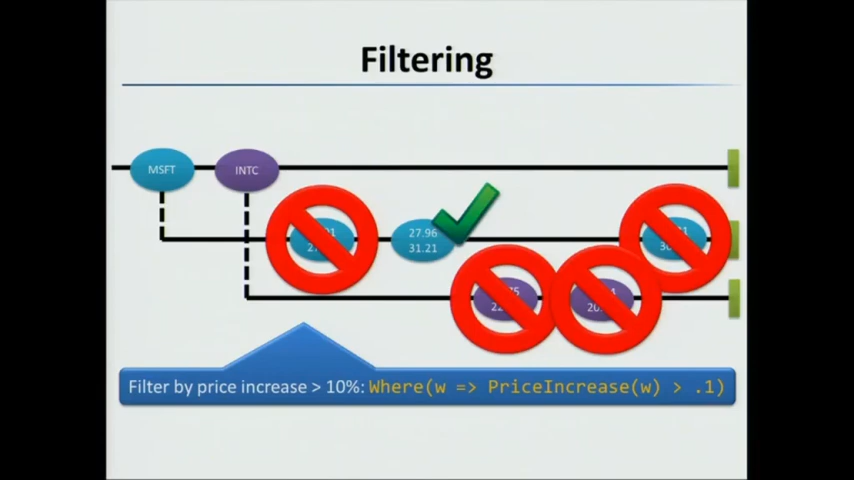 Filtering
MSFT
INTC
27.96
31.21
Filter by price increase > 10%: Where(w => PriceIncrease(w) > .1)